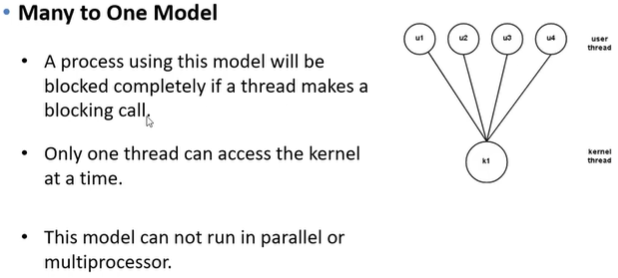 • Many to One Model
• A process using this model will be
blocked completely if a thread makes a
blocking call.
• Only one thread can access the kernel
at a time.
• This model can not run in parallel or
multiprocessor.
u1 u2 u3 u4
user
thread
k1
kernel
thread